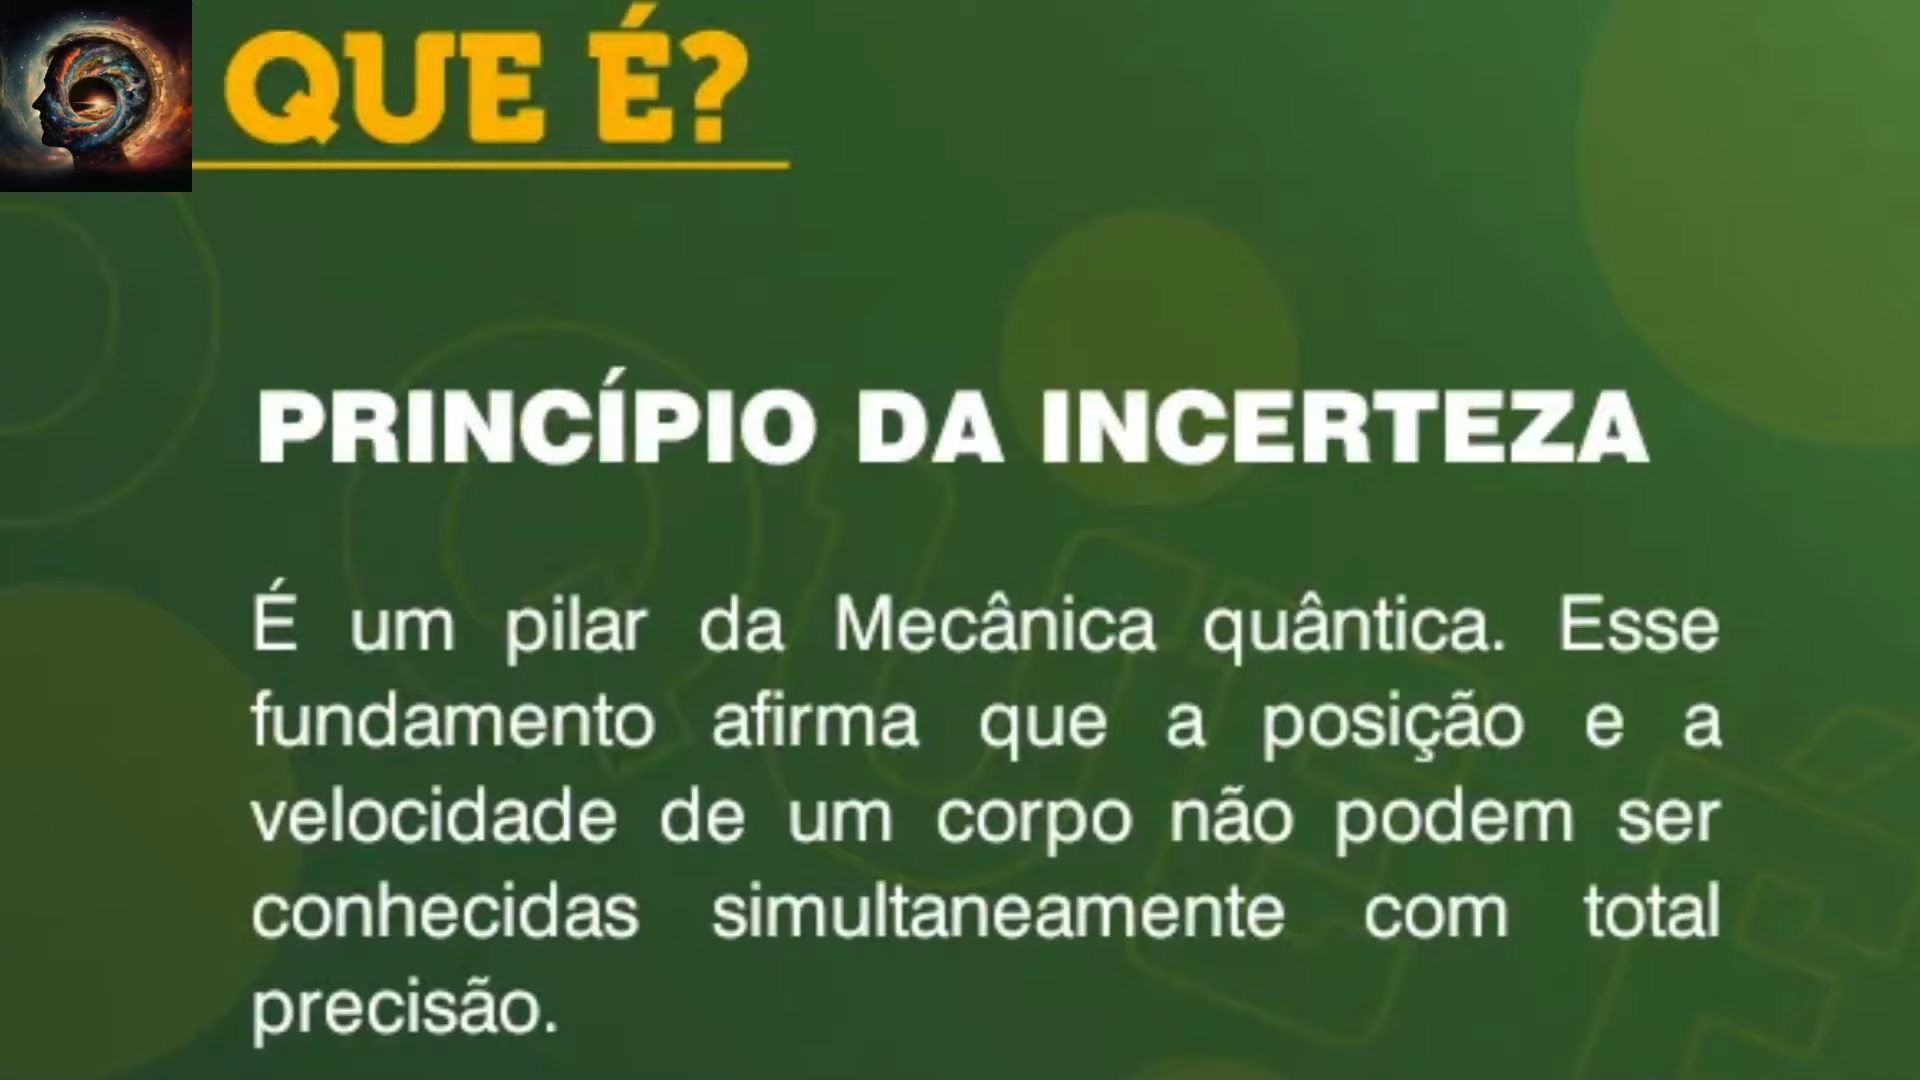 QUE É?
PRINCÍPIO DA INCERTEZA
É um pilar da Mecânica quântica. Esse
fundamento afirma que a posição e a
velocidade de um corpo não podem ser
conhecidas simultaneamente com total
precisão.